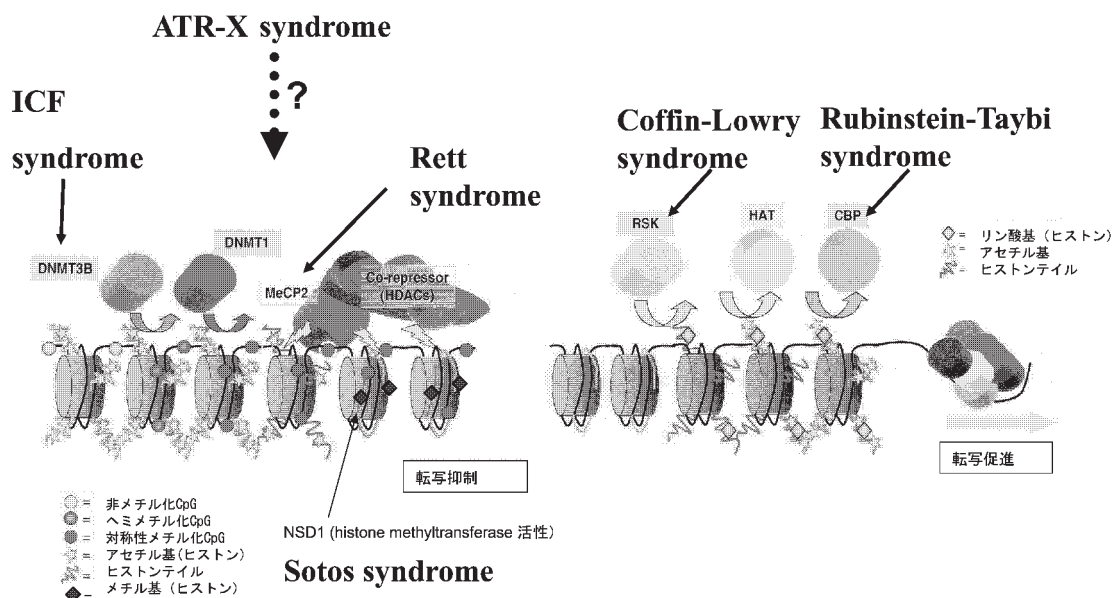 ATR-X syndrome
?
ICF
syndrome
Rett
syndrome
Coffin-Lowry
syndrome
Rubinstein-Taybi
syndrome
DNMT3B
DNMT1
MeCP2
Co-repressor
(HDACs)
RSK
HAT
CBP
= リン酸基（ヒストン）
= アセチル基
= ヒストンテイル
転写抑制
転写促進
= 非メチル化CpG
= ヘミメチル化CpG
= 対称性メチル化CpG
= アセチル基(ヒストン)
= ヒストンテイル
= メチル基（ヒストン）
NSD1 (histone methyltransferase 活性）
Sotos syndrome